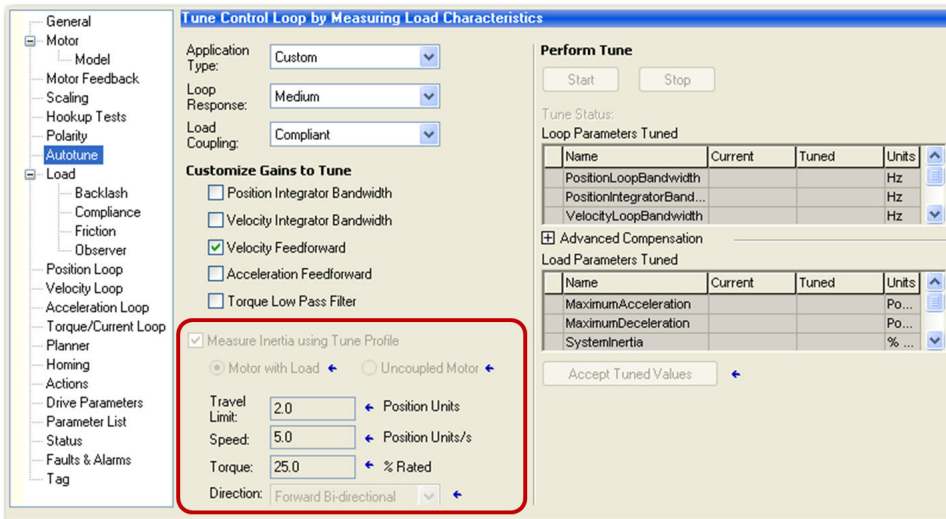 Tune Control Loop by Measuring Load Characteristics
General
Motor
Model
Motor Feedback
Scaling
Hookup Tests
Polarity
Autotune
Load
Backlash
Compliance
Friction
Observer
Position Loop
Velocity Loop
Acceleration Loop
Torque/Current Loop
Planner
Homing
Actions
Drive Parameters
Parameter List
Status
Faults & Alarms
Tag
Application
Type:
Custom
Loop
Response:
Medium
Load
Coupling:
Compliant
Customize Gains to Tune
Position Integrator Bandwidth
Velocity Integrator Bandwidth
Velocity Feedforward
Acceleration Feedforward
Torque Low Pass Filter
Measure Inertia using Tune Profile
Motor with Load Uncoupled Motor
Travel
Limit:
2.0 Position Units
Speed: 5.0 Position Units/s
Torque: 25.0 % Rated
Direction: Forward Bi-directional
Perform Tune
Start Stop
Tune Status:
Loop Parameters Tuned
Name Current Tuned Units
PositionLoopBandwidth Hz
PositionIntegratorBand... Hz
VelocityLoopBandwidth Hz
Advanced Compensation
Load Parameters Tuned
Name Current Tuned Units
MaximumAcceleration Po...
MaximumDeceleration Po...
SystemInertia % ...
Accept Tuned Values